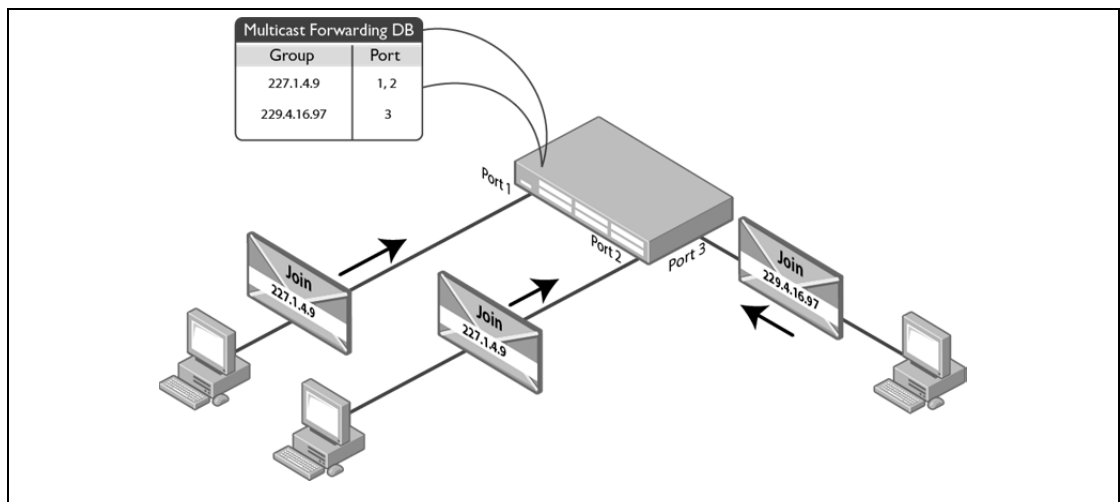 Multicast Forwarding DB
Group Port
227.1.4.9 1, 2
229.4.16.97 3
Port 1
Port 2
Port 3
Join
227.1.4.9
Join
227.1.4.9
Join
229.4.16.97